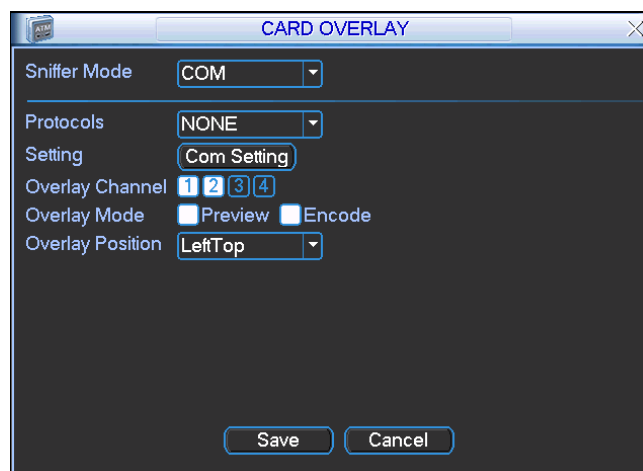 ATM
CARD OVERLAY
Sniffer Mode COM
Protocols NONE
Setting Com Setting
Overlay Channel 1 2 3 4
Overlay Mode Preview Encode
Overlay Position LeftTop
Save Cancel